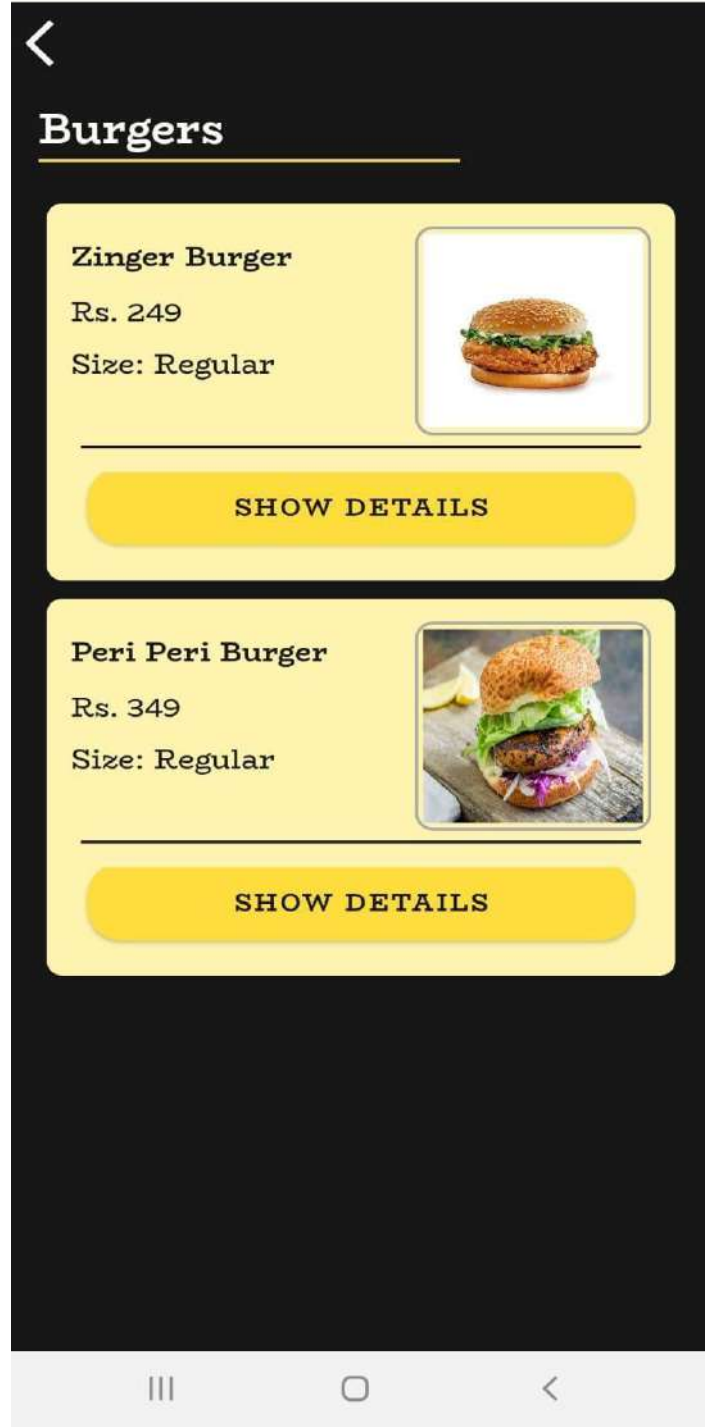 Burgers
Zinger Burger
Rs. 249
Size: Regular
SHOW DETAILS
Peri Peri Burger
Rs. 349
Size: Regular
SHOW DETAILS